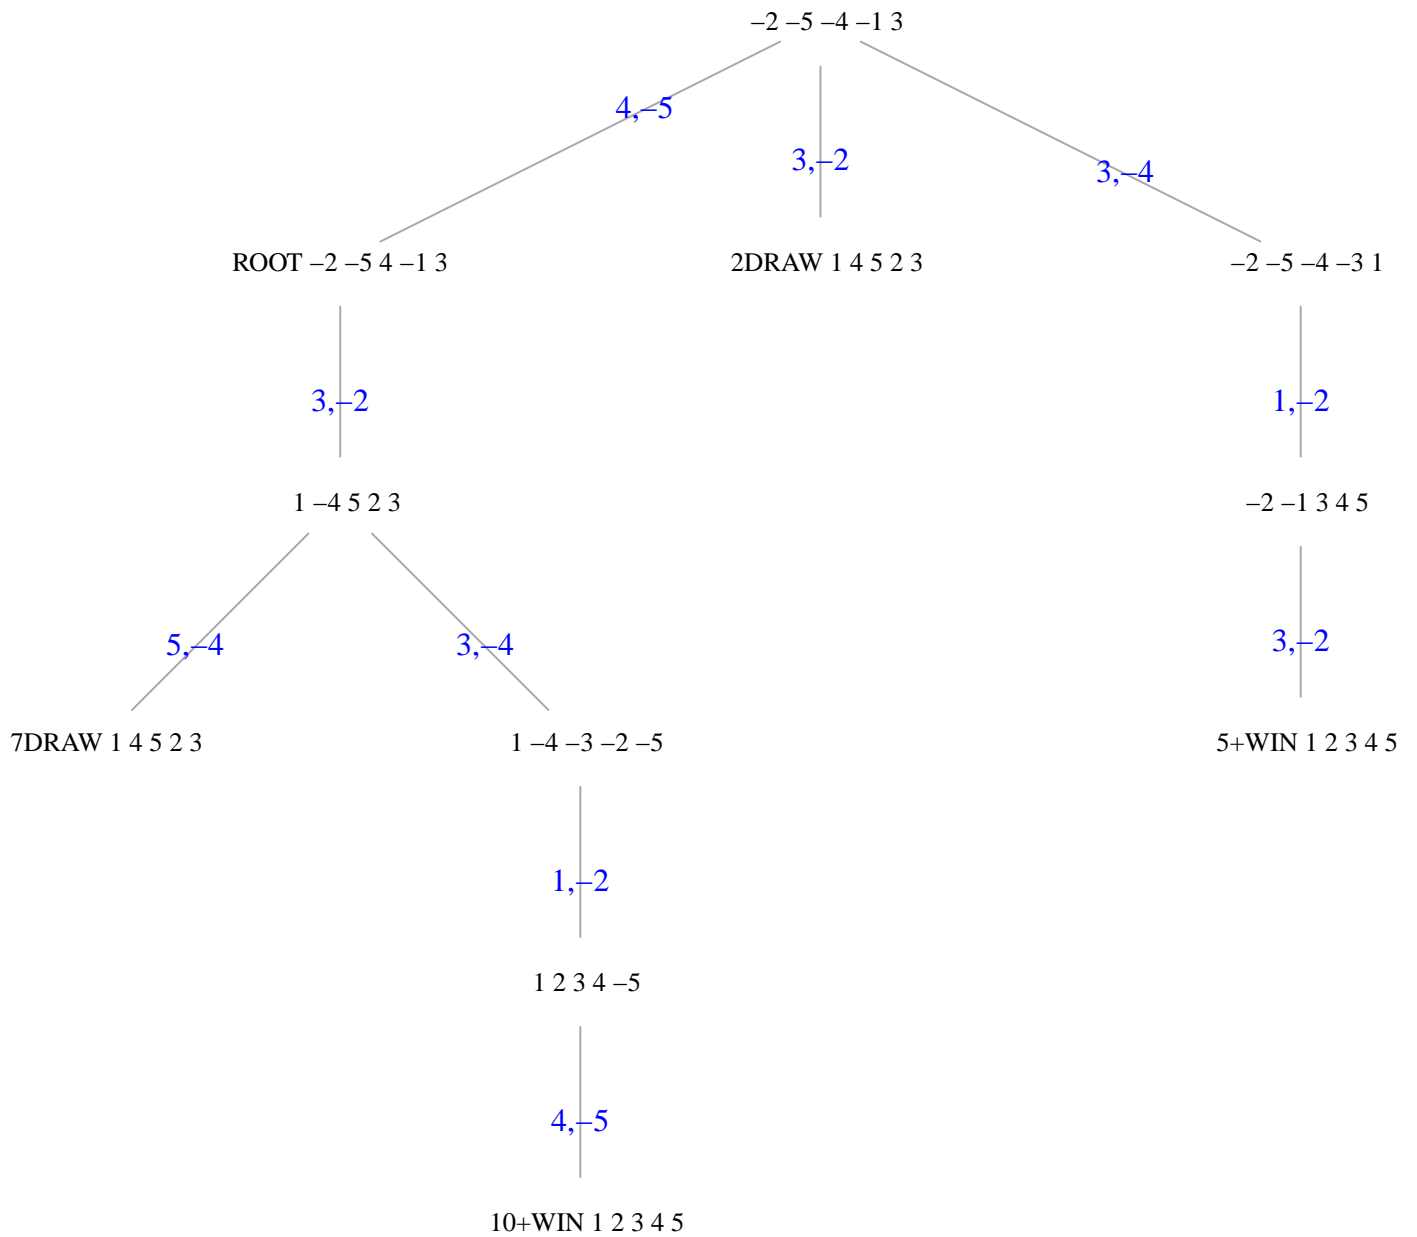 –2 –5 –4 –1 3
4,–5
3,–2
3,–4
ROOT –2 –5 4 –1 3
2DRAW 1 4 5 2 3
–2 –5 –4 –3 1
3,–2
1,–2
1 –4 5 2 3
–2 –1 3 4 5
5,–4
3,–4
3,–2
7DRAW 1 4 5 2 3
1 –4 –3 –2 –5
5+WIN 1 2 3 4 5
1,–2
1 2 3 4 –5
4,–5
10+WIN 1 2 3 4 5